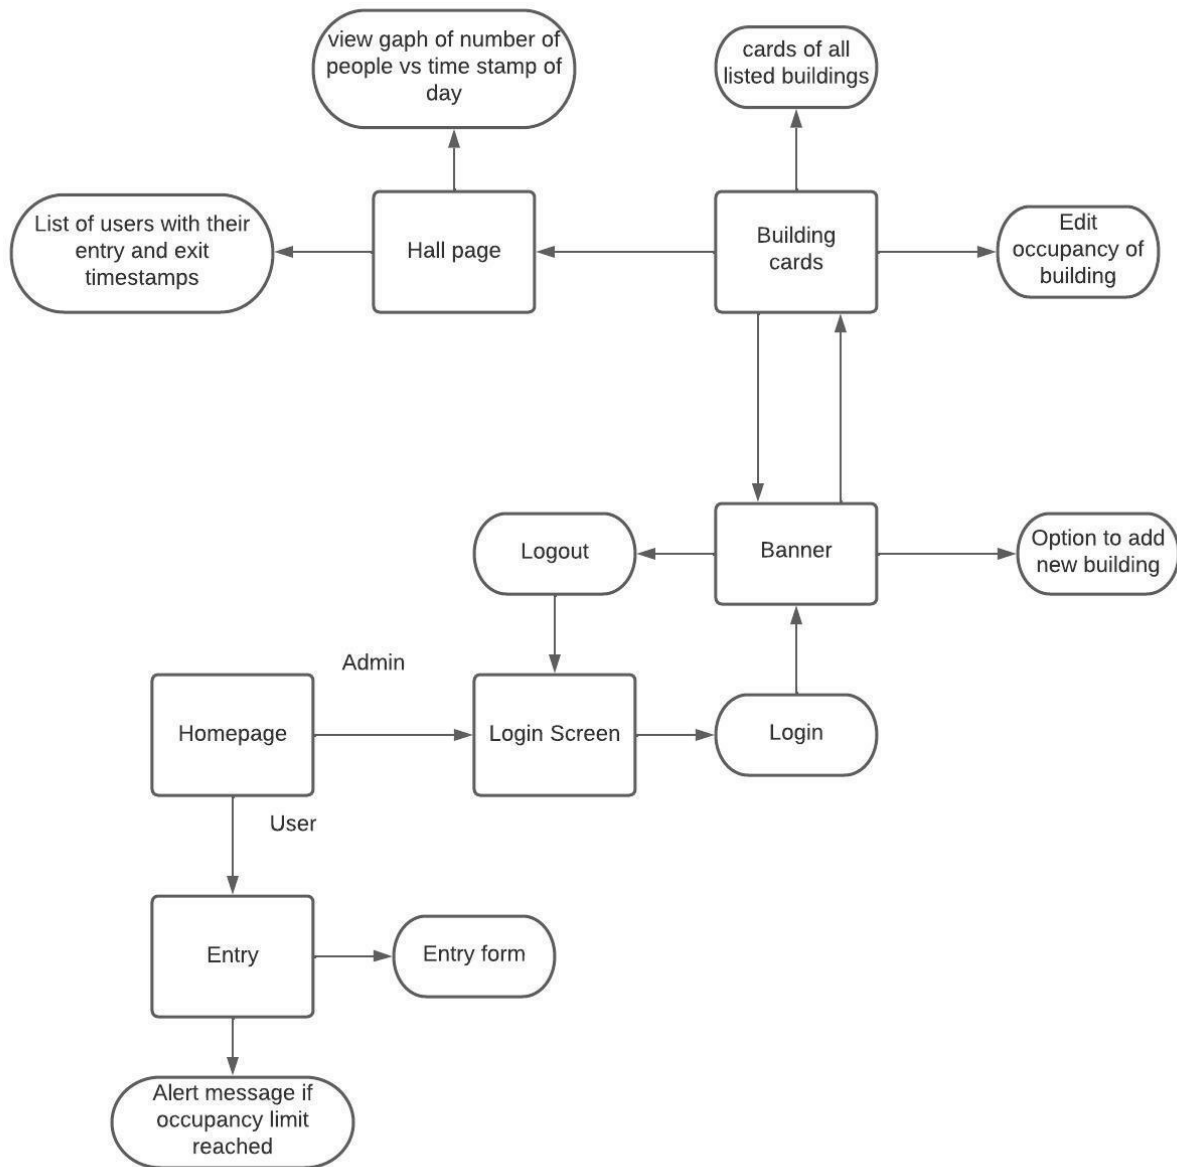 view gaph of number of
people vs time stamp of
day
cards of all
listed buildings
List of users with their
entry and exit
timestamps
Hall page
Building
cards
Edit
occupancy of
building
Logout
Banner
Option to add
new building
Admin
Homepage
Login Screen
Login
User
Entry
Entry form
Alert message if
occupancy limit
reached